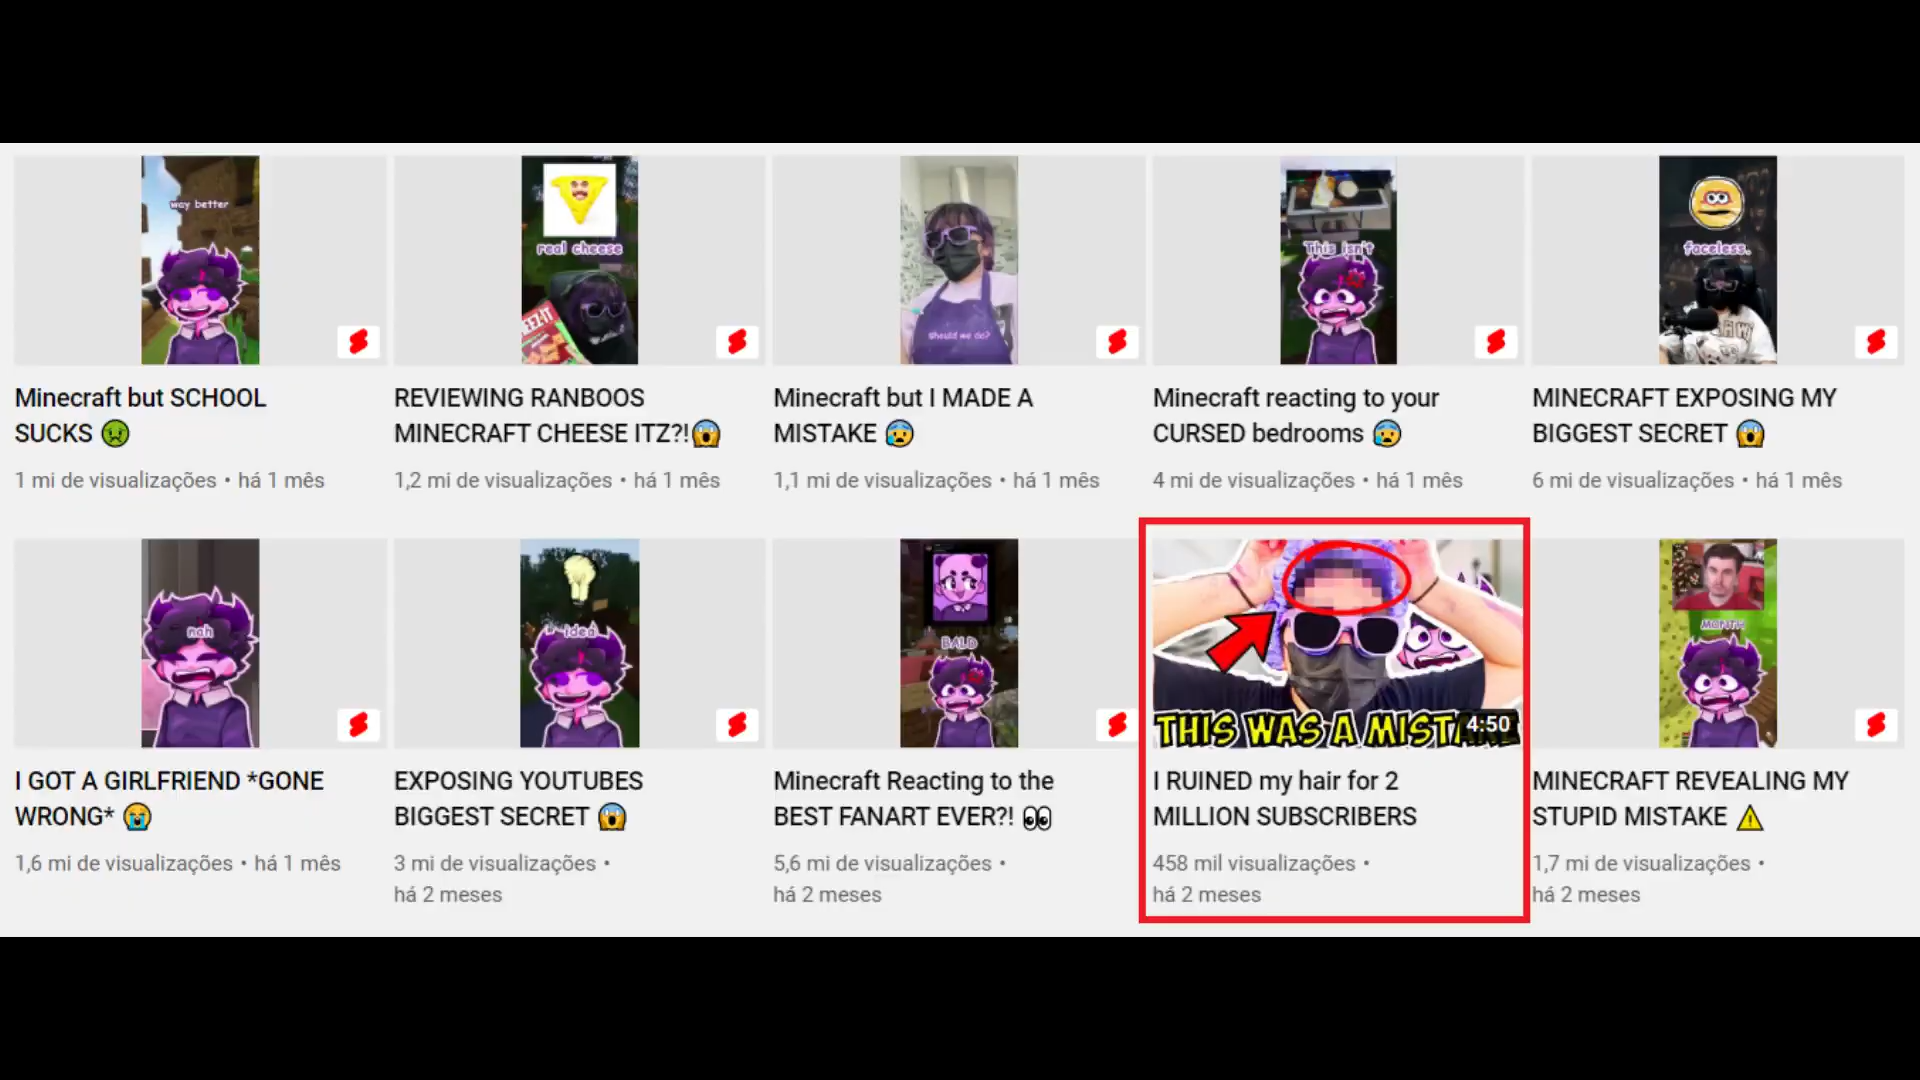 way better
real cheese
should we do?
This isn't
faceless.
Minecraft but SCHOOL
SUCKS 🤢
1 mi de visualizações • há 1 mês
REVIEWING RANBOOS
MINECRAFT CHEESE ITZ?!😱
1,2 mi de visualizações • há 1 mês
Minecraft but I MADE A
MISTAKE 😰
1,1 mi de visualizações • há 1 mês
Minecraft reacting to your
CURSED bedrooms 😰
4 mi de visualizações • há 1 mês
MINECRAFT EXPOSING MY
BIGGEST SECRET 😱
6 mi de visualizações • há 1 mês
nah
idea
BALD
THIS WAS A MISTAKE
4:50
MONTH
I GOT A GIRLFRIEND *GONE
WRONG* 😭
1,6 mi de visualizações • há 1 mês
EXPOSING YOUTUBES
BIGGEST SECRET 😱
3 mi de visualizações •
há 2 meses
Minecraft Reacting to the
BEST FANART EVER?! 👀
5,6 mi de visualizações •
há 2 meses
I RUINED my hair for 2
MILLION SUBSCRIBERS
458 mil visualizações •
há 2 meses
MINECRAFT REVEALING MY
STUPID MISTAKE ⚠️
1,7 mi de visualizações •
há 2 meses